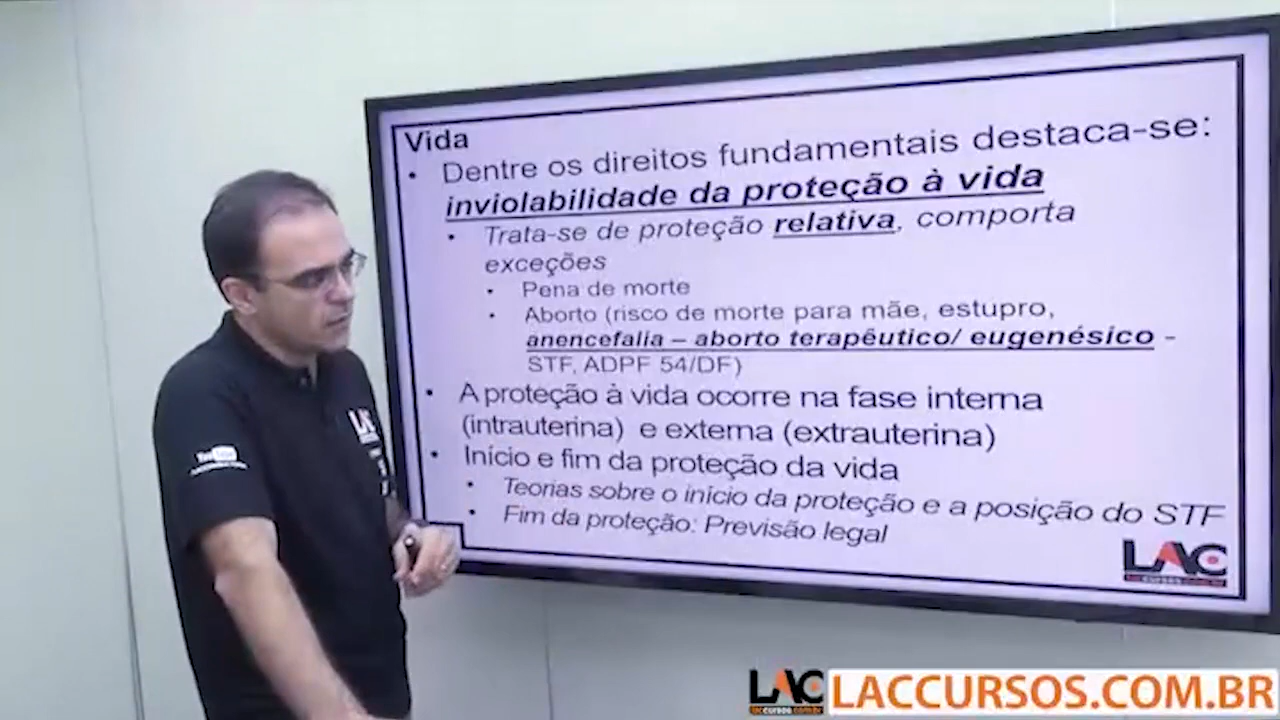 Vida
• Dentre os direitos fundamentais destaca-se:
inviolabilidade da proteção à vida
• Trata-se de proteção relativa, comporta
exceções
• Pena de morte
• Aborto (risco de morte para mãe, estupro,
anencefalia – aborto terapêutico/ eugenésico -
STF, ADPF 54/DF)
• A proteção à vida ocorre na fase interna
(intrauterina) e externa (extrauterina)
• Início e fim da proteção da vida
• Teorias sobre o início da proteção e a posição do STF
• Fim da proteção: Previsão legal
LAC
LAC
LACCURSOS.COM.BR